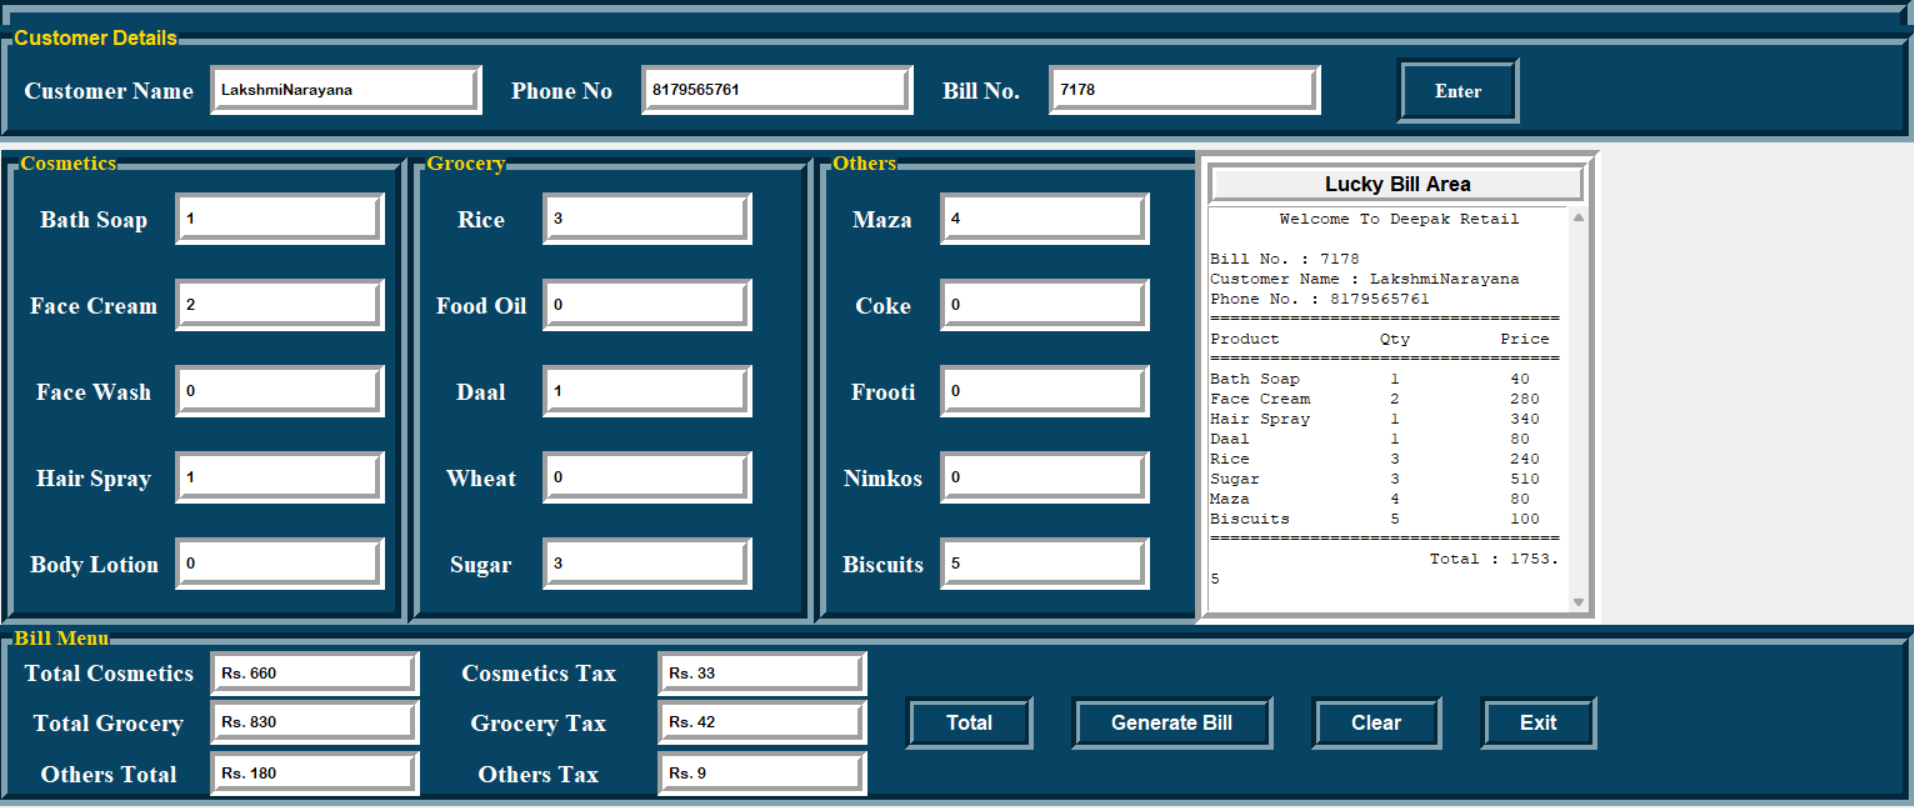 Customer Details
Customer Name LakshmiNarayana Phone No 8179565761 Bill No. 7178 Enter
Cosmetics
Bath Soap 1
Face Cream 2
Face Wash 0
Hair Spray 1
Body Lotion 0
Grocery
Rice 3
Food Oil 0
Daal 1
Wheat 0
Sugar 3
Others
Maza 4
Coke 0
Frooti 0
Nimkos 0
Biscuits 5
Lucky Bill Area
Welcome To Deepak Retail
Bill No. : 7178
Customer Name : LakshmiNarayana
Phone No. : 8179565761
===================================
Product Qty Price
===================================
Bath Soap 1 40
Face Cream 2 280
Hair Spray 1 340
Daal 1 80
Rice 3 240
Sugar 3 510
Maza 4 80
Biscuits 5 100
===================================
Total : 1753.
5
Bill Menu
Total Cosmetics Rs. 660 Cosmetics Tax Rs. 33
Total Grocery Rs. 830 Grocery Tax Rs. 42
Others Total Rs. 180 Others Tax Rs. 9
Total Generate Bill Clear Exit